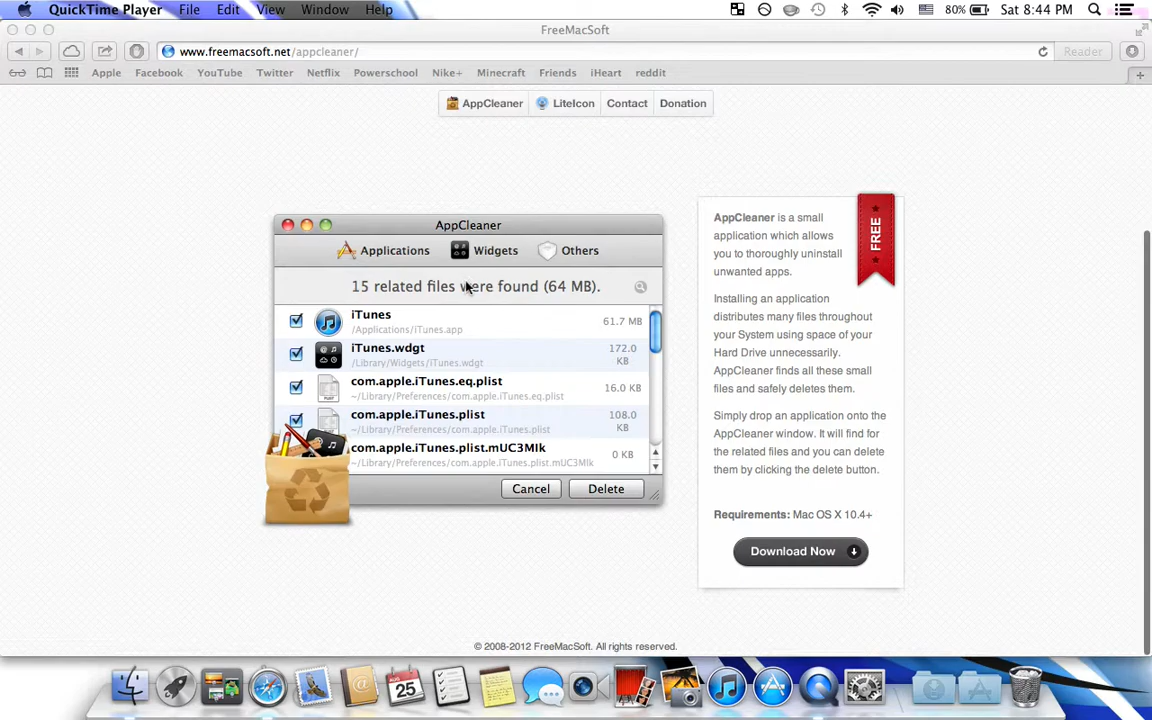 QuickTime Player File Edit View Window Help 80% Sat 8:44 PM
FreeMacSoft
www.freemacsoft.net/appcleaner/ Reader
Apple Facebook YouTube Twitter Netflix Powerschool Nike+ Minecraft Friends iHeart reddit
AppCleaner LiteIcon Contact Donation
AppCleaner
Applications Widgets Others
15 related files were found (64 MB).
iTunes
/Applications/iTunes.app
61.7 MB
iTunes.wdgt
/Library/Widgets/iTunes.wdgt
172.0
KB
com.apple.iTunes.eq.plist
~/Library/Preferences/com.apple.iTunes.eq.plist
16.0 KB
com.apple.iTunes.plist
~/Library/Preferences/com.apple.iTunes.plist
108.0
KB
com.apple.iTunes.plist.mUC3MIk
~/Library/Preferences/com.apple.iTunes.plist.mUC3MIk
0 KB
Cancel Delete
FREE
AppCleaner is a small
application which allows
you to thoroughly uninstall
unwanted apps.
Installing an application
distributes many files throughout
your System using space of your
Hard Drive unnecessarily.
AppCleaner finds all these small
files and safely deletes them.
Simply drop an application onto the
AppCleaner window. It will find for
the related files and you can delete
them by clicking the delete button.
Requirements: Mac OS X 10.4+
Download Now
© 2008-2012 FreeMacSoft. All rights reserved.
25